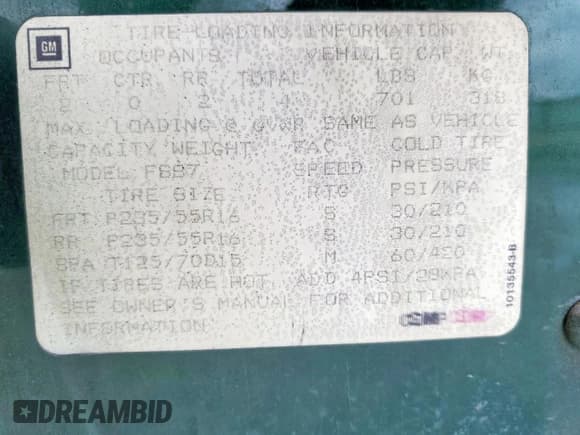 GM
TIRE-LOADING INFORMATION
OCCUPANTS VEHICLE CAP. WT.
FRT CTR RR TOTAL LBS KG
2 0 2 4 701 318
MAX. LOADING @ GVWR SAME AS VEHICLE
CAPACITY WEIGHT FAC COLD TIRE
MODEL FS87 SPEED PRESSURE
TIRE SIZE RTG PSI/KPA
FRT P235/55R16 S 30/210
RR P235/55R16 S 30/210
SPA T125/70D15 M 60/420
IF TIRES ARE HOT, ADD 4PSI/28KPA
SEE OWNER'S MANUAL FOR ADDITIONAL
INFORMATION
10135543-B
DREAMBID